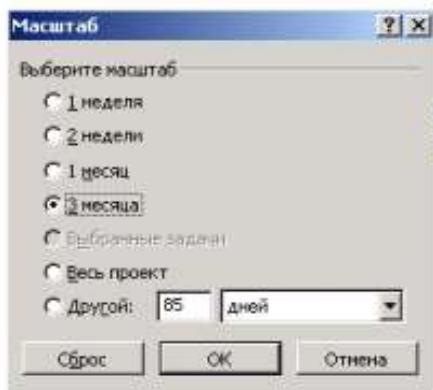 Масштаб
Выберите масштаб
1 неделя
2 недели
1 месяц
3 месяца
Выбранные задачи
Весь проект
Другой: 85 дней
Сброс ОК Отмена